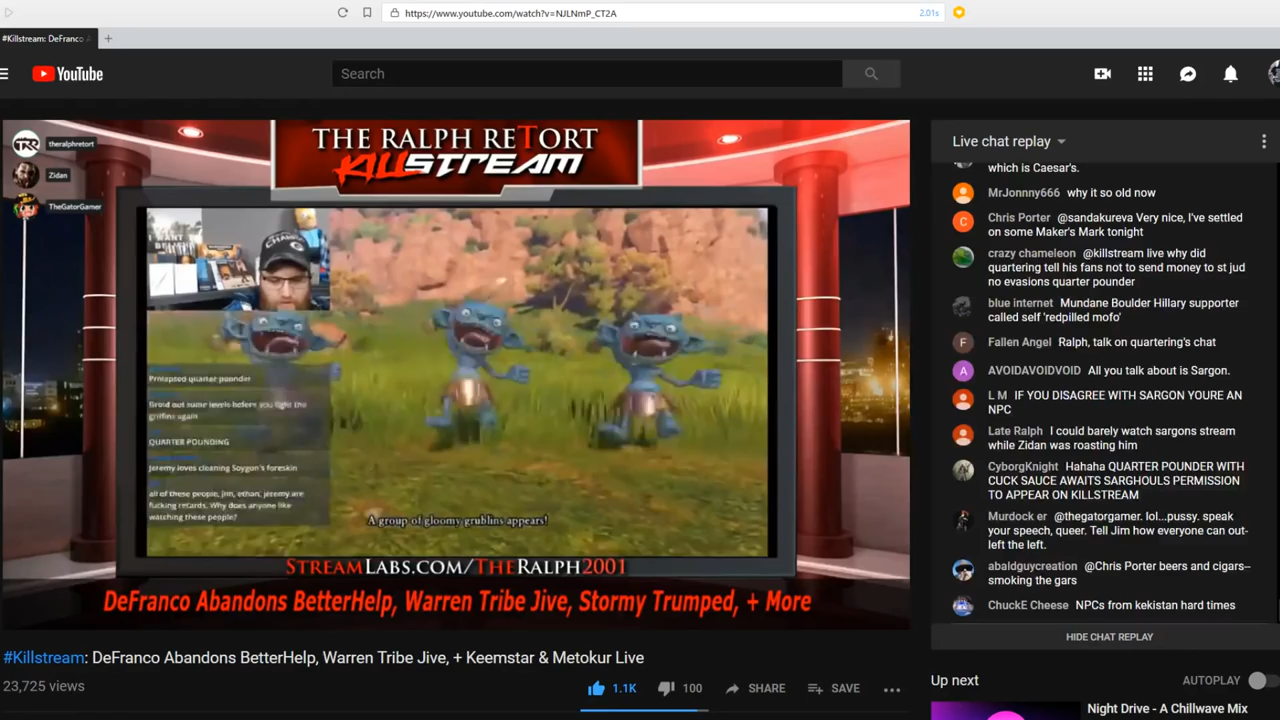 https://www.youtube.com/watch?v=NJLNmP_CT2A
2.01s
#Killstream: DeFranco A
YouTube
Search
TRR
theralphretort
Zidan
TheGatorGamer
THE RALPH RETORT
KILLSTREAM
Protepted quarter pounder
Grind out some levels before you fight the
griffins again
QUARTER POUNDING
Jeremy loves cleaning Soygon's foreskin
all of these people, jim, ethan, jeremy are
fucking retards. Why does anyone like
watching these people?
A group of gloomy grublins appears!
STREAMLABS.COM/THERALPH2001
DeFranco Abandons BetterHelp, Warren Tribe Jive, Stormy Trumped, + More
#Killstream: DeFranco Abandons BetterHelp, Warren Tribe Jive, + Keemstar & Metokur Live
23,725 views
1.1K
100
SHARE
SAVE
Live chat replay
which is Caesar's.
MrJonny666 why it so old now
Chris Porter @sandakureva Very nice, I've settled
on some Maker's Mark tonight
crazy chameleon @killstream live why did
quartering tell his fans not to send money to st jud
no evasions quarter pounder
blue internet Mundane Boulder Hillary supporter
called self 'redpilled mofo'
Fallen Angel Ralph, talk on quartering's chat
AVOIDAVOIDVOID All you talk about is Sargon.
L M IF YOU DISAGREE WITH SARGON YOURE AN
NPC
Late Ralph I could barely watch sargons stream
while Zidan was roasting him
CyborgKnight Hahaha QUARTER POUNDER WITH
CUCK SAUCE AWAITS SARGHOULS PERMISSION
TO APPEAR ON KILLSTREAM
Murdock er @thegatorgamer. lol...pussy. speak
your speech, queer. Tell Jim how everyone can out-
left the left.
abaldguycreation @Chris Porter beers and cigars--
smoking the gars
ChuckE Cheese NPCs from kekistan hard times
HIDE CHAT REPLAY
Up next
AUTOPLAY
Night Drive - A Chillwave Mix